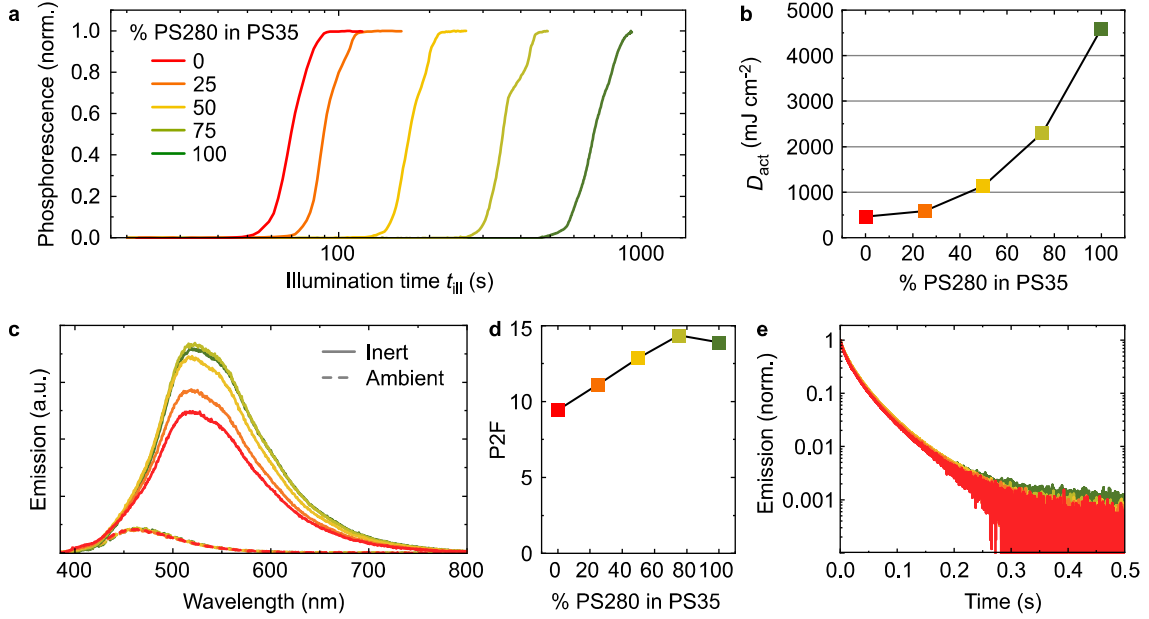 a
Phosphorescence (norm.)
1.0
0.8
0.6
0.4
0.2
0.0
% PS280 in PS35
0
25
50
75
100
100
1000
Illumination time till (s)
b
Dact (mJ cm-2)
5000
4000
3000
2000
1000
0
0 20 40 60 80 100
% PS280 in PS35
c
Emission (a.u.)
Inert
Ambient
400 500 600 700 800
Wavelength (nm)
d
P2F
15
10
5
0
0 20 40 60 80 100
% PS280 in PS35
e
Emission (norm.)
1
0.1
0.01
0.001
0.0 0.1 0.2 0.3 0.4 0.5
Time (s)